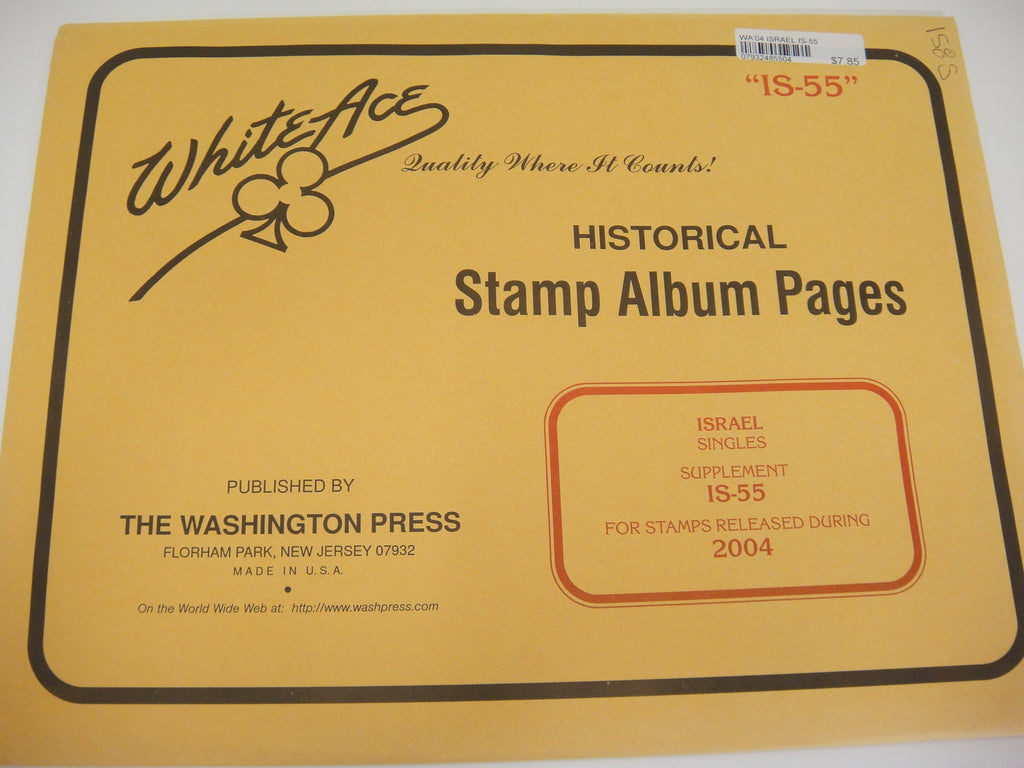 WA'04 ISRAEL IS-55
07932485504
$7.85
"IS-55"
White Ace
Quality Where It Counts!
HISTORICAL
Stamp Album Pages
ISRAEL
SINGLES
SUPPLEMENT
IS-55
FOR STAMPS RELEASED DURING
2004
PUBLISHED BY
THE WASHINGTON PRESS
FLORHAM PARK, NEW JERSEY 07932
MADE IN U.S.A.
On the World Wide Web at: http://www.washpress.com